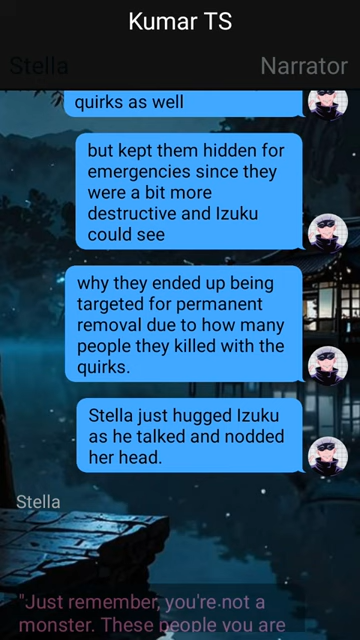 Kumar TS
Stella Narrator
quirks as well
but kept them hidden for
emergencies since they
were a bit more
destructive and Izuku
could see
why they ended up being
targeted for permanent
removal due to how many
people they killed with the
quirks.
Stella just hugged Izuku
as he talked and nodded
her head.
Stella
"Just remember, you're not a
monster. These people you are